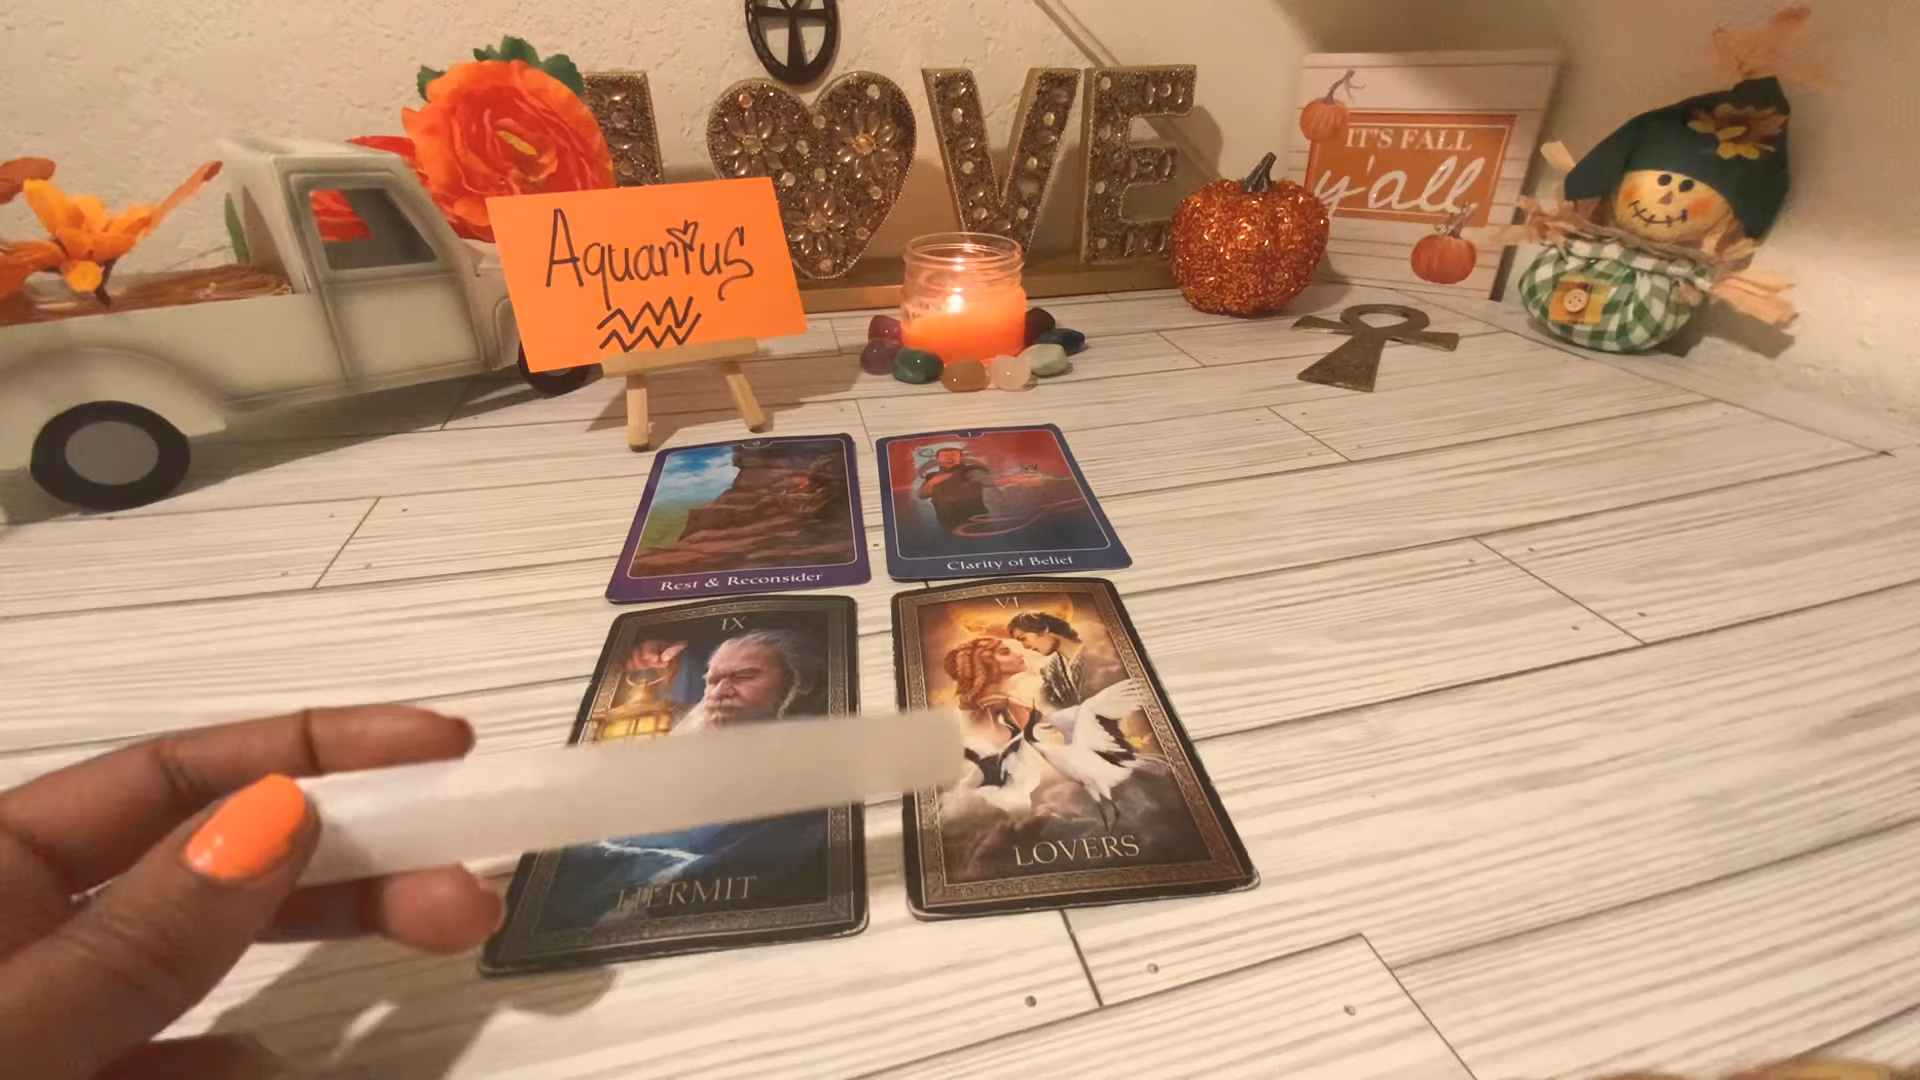 LOVE
IT'S FALL
y'all
Aquarius
Rest & Reconsider
I
Clarity of Belief
IX
HERMIT
VI
LOVERS